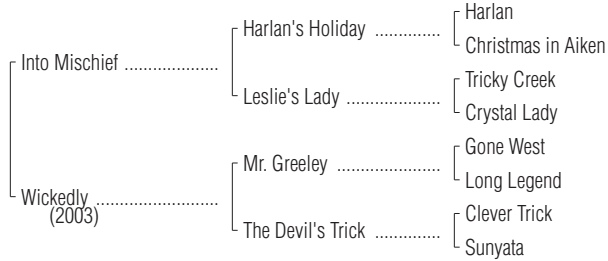 Harlan
Harlan's Holiday ..............
Christmas in Aiken
Into Mischief .....................
Tricky Creek
Leslie's Lady .....................
Crystal Lady
Gone West
Mr. Greeley .......................
Long Legend
Wickedly ...........................
(2003)
Clever Trick
The Devil's Trick ..............
Sunyata